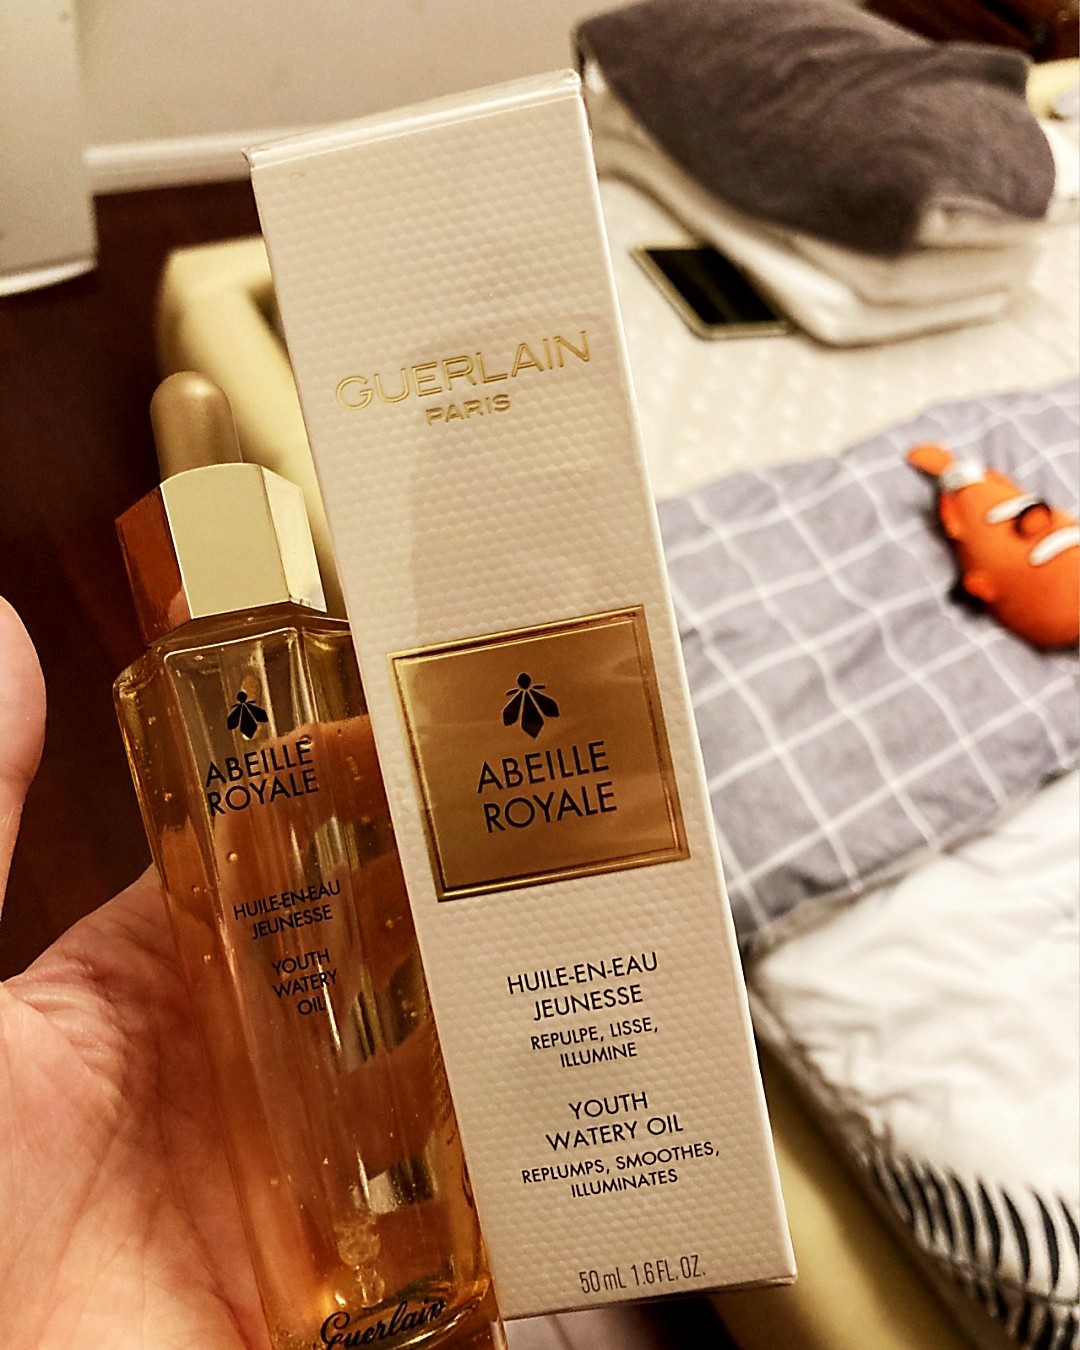 GUERLAIN
PARIS
ABEILLE
ROYALE
HUILE-EN-EAU
JEUNESSE
REPULPE, LISSE,
ILLUMINE
YOUTH
WATERY OIL
REPLUMPS, SMOOTHES,
ILLUMINATES
50 mL 1.6 FL. OZ.
ABEILLE
ROYALE
HUILE-EN-EAU
JEUNESSE
YOUTH
WATERY
OIL
Guerlain